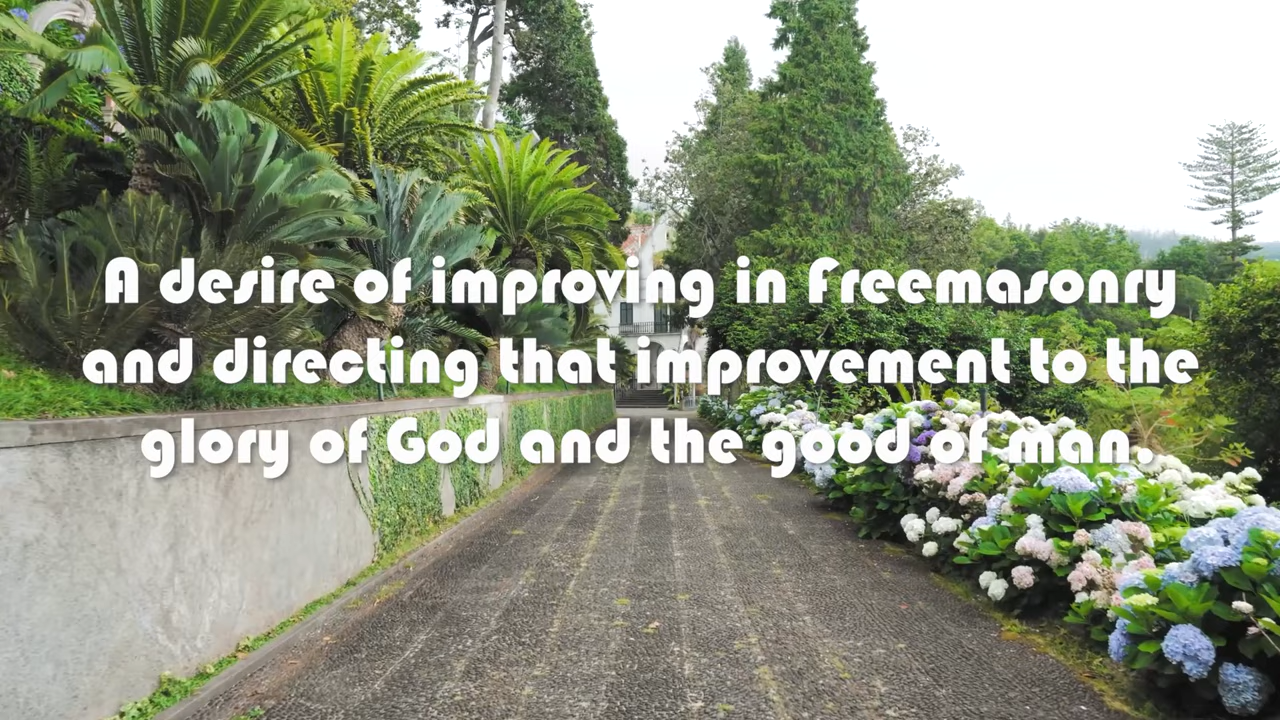 A desire of improving in Freemasonry
and directing that improvement to the
glory of God and the good of man.